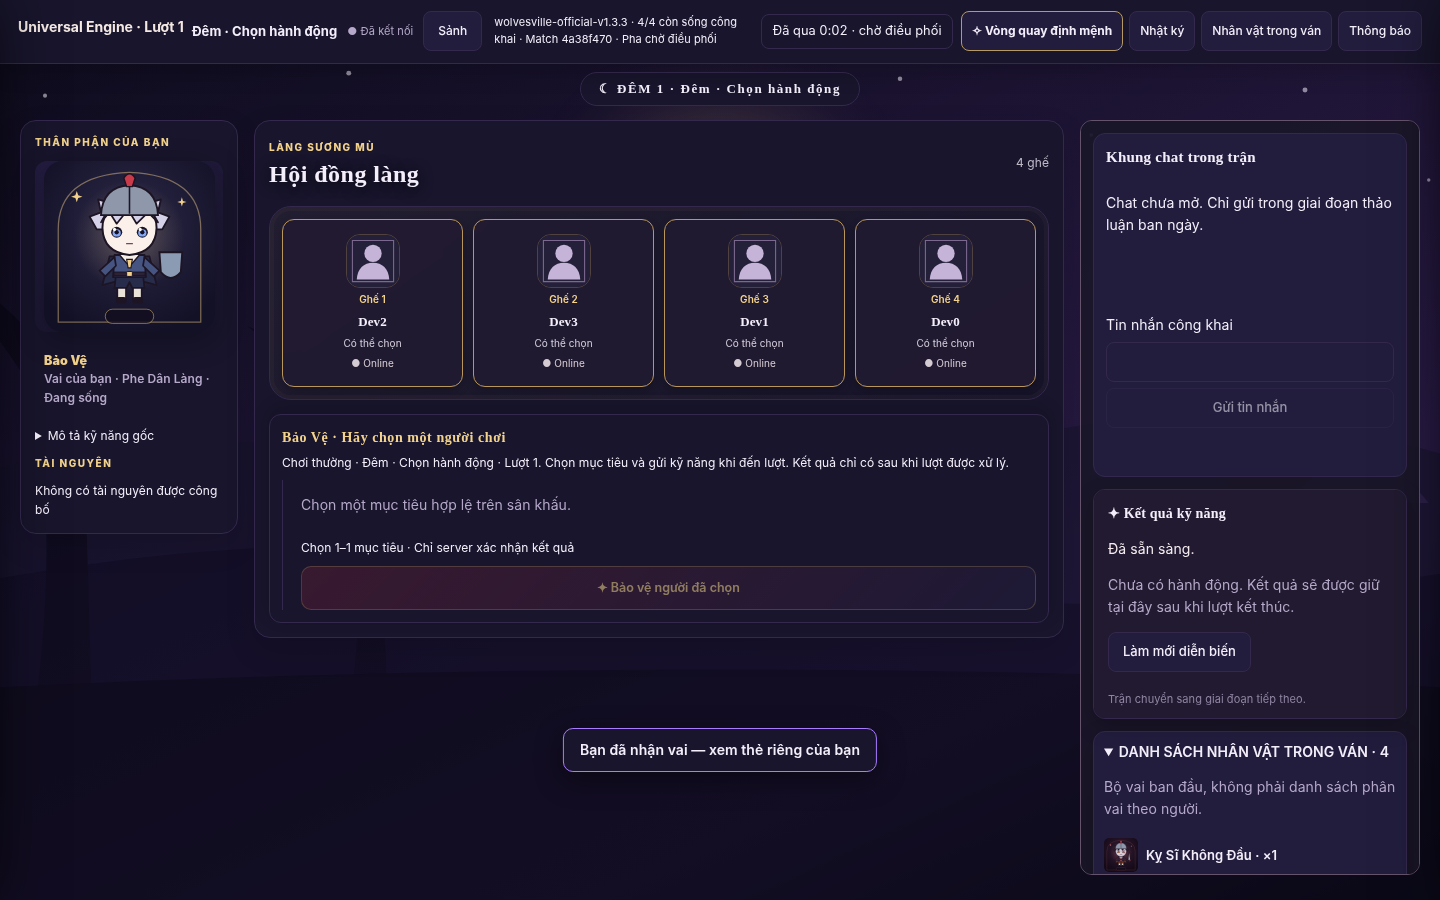 Universal Engine · Lượt 1
Đêm · Chọn hành động
Đã kết nối
Sảnh
wolvesville-official-v1.3.3 · 4/4 còn sống công
khai · Match 4a38f470 · Pha chờ điều phối
Đã qua 0:02 · chờ điều phối
✧ Vòng quay định mệnh
Nhật ký
Nhân vật trong ván
Thông báo
☾ ĐÊM 1 · Đêm · Chọn hành động
THÂN PHẬN CỦA BẠN
Bảo Vệ
Vai của bạn · Phe Dân Làng ·
Đang sống
Mô tả kỹ năng gốc
TÀI NGUYÊN
Không có tài nguyên được công
bố
LÀNG SƯƠNG MÙ
Hội đồng làng
4 ghế
Ghế 1
Dev2
Có thể chọn
Online
Ghế 2
Dev3
Có thể chọn
Online
Ghế 3
Dev1
Có thể chọn
Online
Ghế 4
Dev0
Có thể chọn
Online
Bảo Vệ · Hãy chọn một người chơi
Chơi thường · Đêm · Chọn hành động · Lượt 1. Chọn mục tiêu và gửi kỹ năng khi đến lượt. Kết quả chỉ có sau khi lượt được xử lý.
Chọn một mục tiêu hợp lệ trên sân khấu.
Chọn 1–1 mục tiêu · Chỉ server xác nhận kết quả
✦ Bảo vệ người đã chọn
Bạn đã nhận vai — xem thẻ riêng của bạn
Khung chat trong trận
Chat chưa mở. Chỉ gửi trong giai đoạn thảo
luận ban ngày.
Tin nhắn công khai
Gửi tin nhắn
✦ Kết quả kỹ năng
Đã sẵn sàng.
Chưa có hành động. Kết quả sẽ được giữ
tại đây sau khi lượt kết thúc.
Làm mới diễn biến
Trận chuyển sang giai đoạn tiếp theo.
DANH SÁCH NHÂN VẬT TRONG VÁN · 4
Bộ vai ban đầu, không phải danh sách phân
vai theo người.
Kỵ Sĩ Không Đầu · ×1